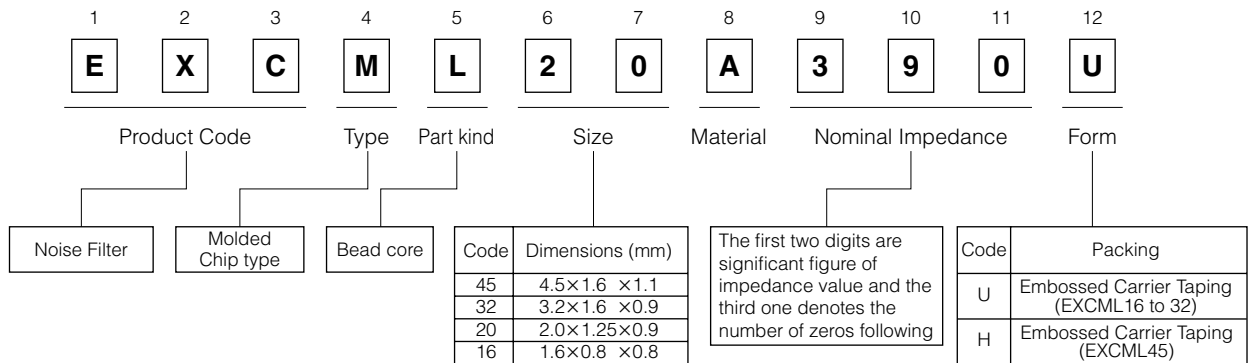 1 2 3 4 5 6 7 8 9 10 11 12
E X C M L 2 0 A 3 9 0 U
Product Code Type Part kind Size Material Nominal Impedance Form
Noise Filter
Molded
Chip type
Bead core
Code Dimensions (mm)
45 4.5×1.6 ×1.1
32 3.2×1.6 ×0.9
20 2.0×1.25×0.9
16 1.6×0.8 ×0.8
The first two digits are
significant figure of
impedance value and the
third one denotes the
number of zeros following
Code Packing
U Embossed Carrier Taping
(EXCML16 to 32)
H Embossed Carrier Taping
(EXCML45)